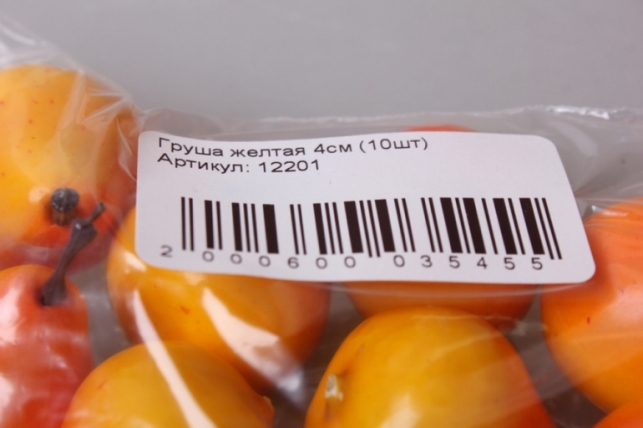 Груша желтая 4см (10шт)
Артикул: 12201
2 000600 035455